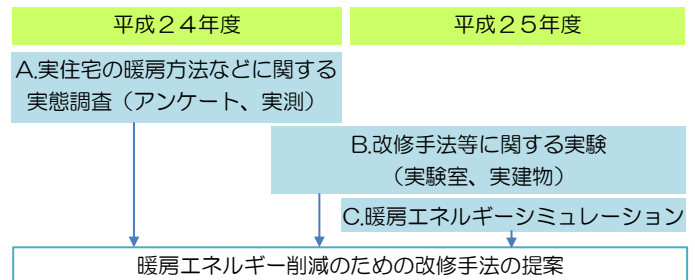 平成２４年度
平成２５年度
A.実住宅の暖房方法などに関する
実態調査（アンケート、実測）
B.改修手法等に関する実験
（実験室、実建物）
C.暖房エネルギーシミュレーション
暖房エネルギー削減のための改修手法の提案